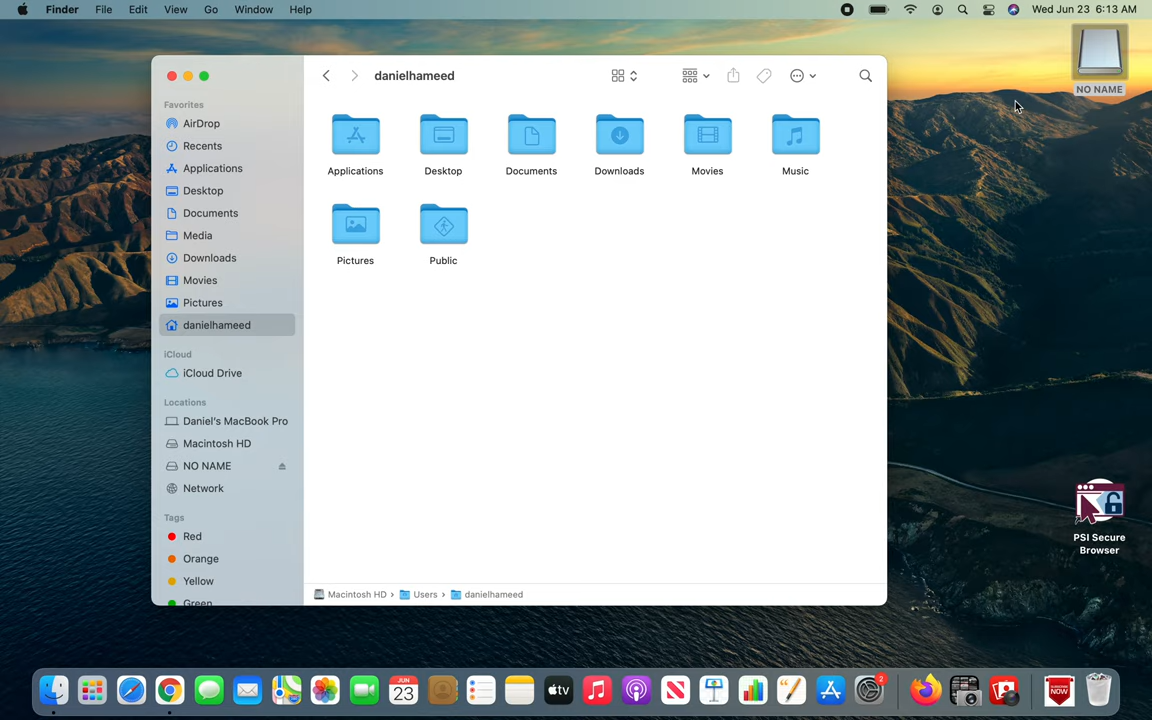 Finder File Edit View Go Window Help Wed Jun 23 6:13 AM
NO NAME
danielhameed
Favorites
AirDrop
Recents
Applications
Desktop
Documents
Media
Downloads
Movies
Pictures
danielhameed
iCloud
iCloud Drive
Locations
Daniel's MacBook Pro
Macintosh HD
NO NAME
Network
Tags
Red
Orange
Yellow
Green
Applications Desktop Documents Downloads Movies Music
Pictures Public
Macintosh HD › Users › danielhameed
PSI Secure
Browser
JUN
23
tv
2
NOW